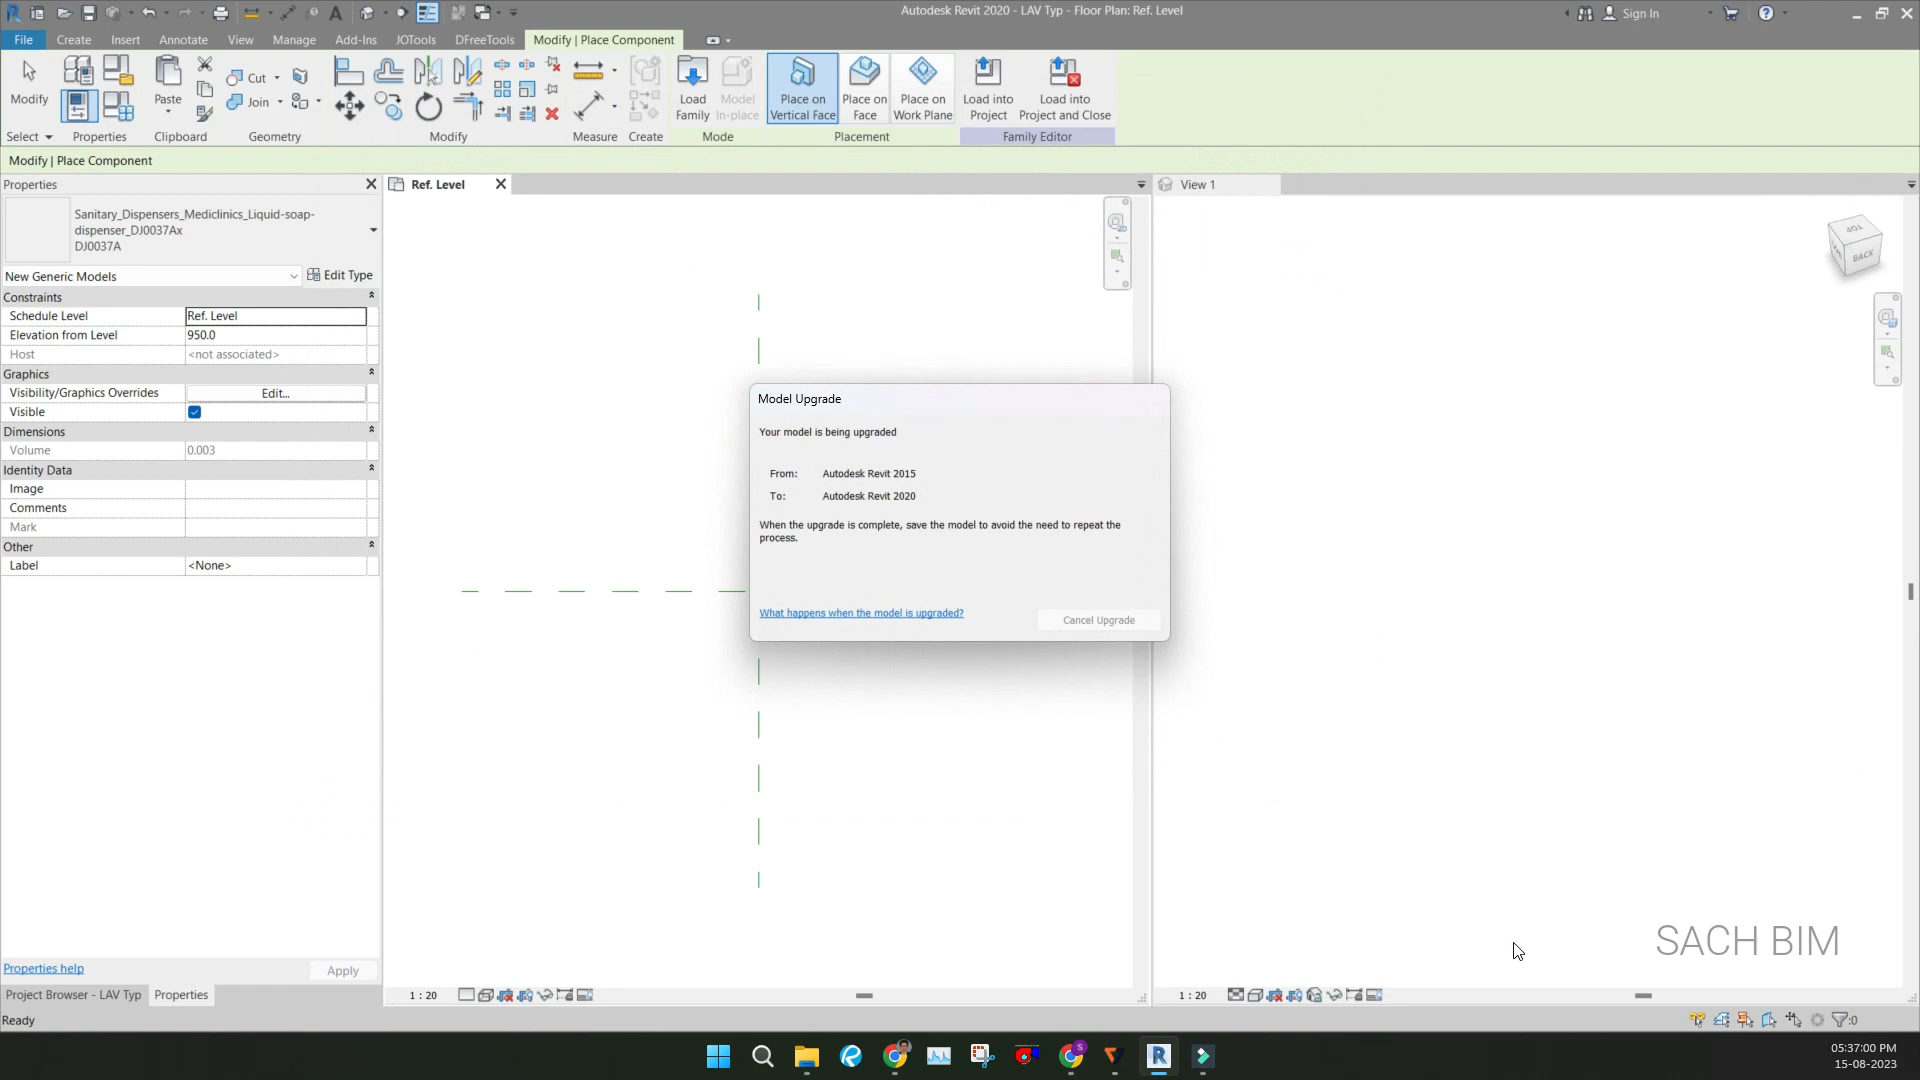 Autodesk Revit 2020 - LAV Typ - Floor Plan: Ref. Level
Sign In
File Create Insert Annotate View Manage Add-Ins JOTools DFreeTools Modify | Place Component
Modify
Paste
Cut
Join
Load Family
Model In-place
Place on Vertical Face
Place on Face
Place on Work Plane
Load into Project
Load into Project and Close
Select Properties Clipboard Geometry Modify Measure Create Mode Placement Family Editor
Modify | Place Component
Properties
Ref. Level
View 1
Sanitary_Dispensers_Mediclinics_Liquid-soap-
dispenser_DJ0037Ax
DJ0037A
New Generic Models
Edit Type
Constraints
Schedule Level Ref. Level
Elevation from Level 950.0
Host <not associated>
Graphics
Visibility/Graphics Overrides Edit...
Visible
Dimensions
Volume 0.003
Identity Data
Image
Comments
Mark
Other
Label <None>
TOP
BACK
Model Upgrade
Your model is being upgraded
From: Autodesk Revit 2015
To: Autodesk Revit 2020
When the upgrade is complete, save the model to avoid the need to repeat the
process.
What happens when the model is upgraded?
Cancel Upgrade
SACH BIM
Properties help
Apply
Project Browser - LAV Typ
Properties
1 : 20
1 : 20
Ready
:0
05:37:00 PM
15-08-2023